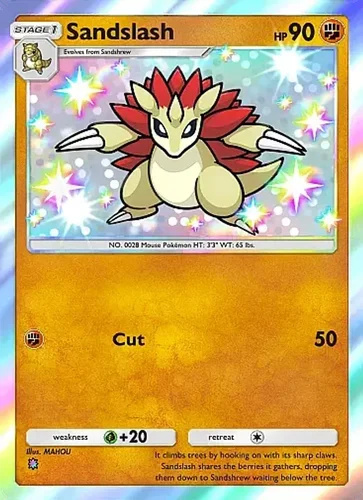 STAGE 1
Sandslash
HP 90
Evolves from Sandshrew
NO. 0028 Mouse Pokémon HT: 3'3" WT: 65 lbs.
Cut 50
weakness +20 retreat
Illus. MAHOU
It climbs trees by hooking on with its sharp claws.
Sandslash shares the berries it gathers, dropping
them down to Sandshrew waiting below the tree.